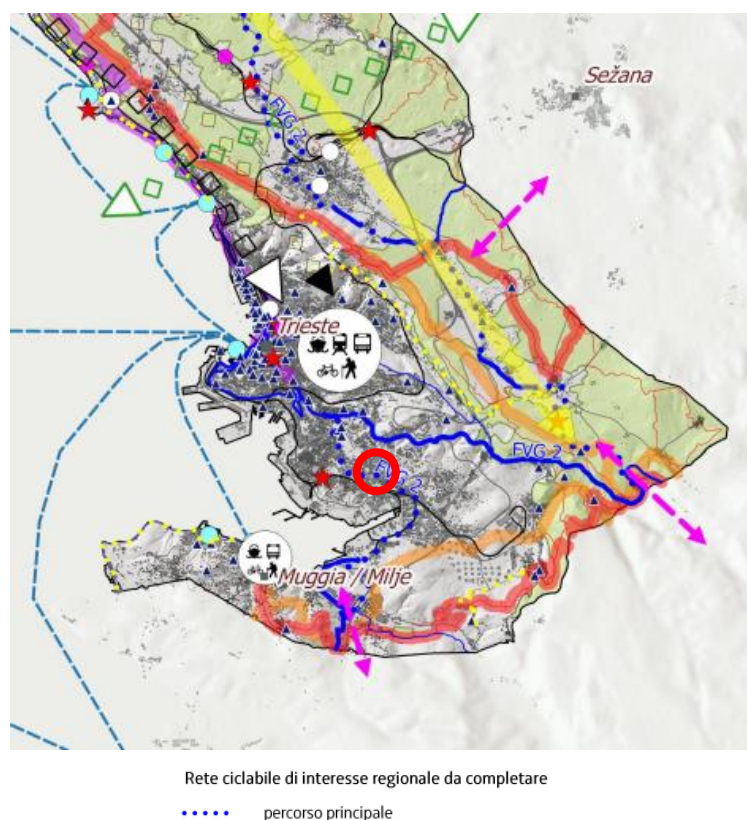 Sežana
FVG 2
Trieste
FVG 2
FVG 2
Muggia / Milje
Rete ciclabile di interesse regionale da completare
percorso principale